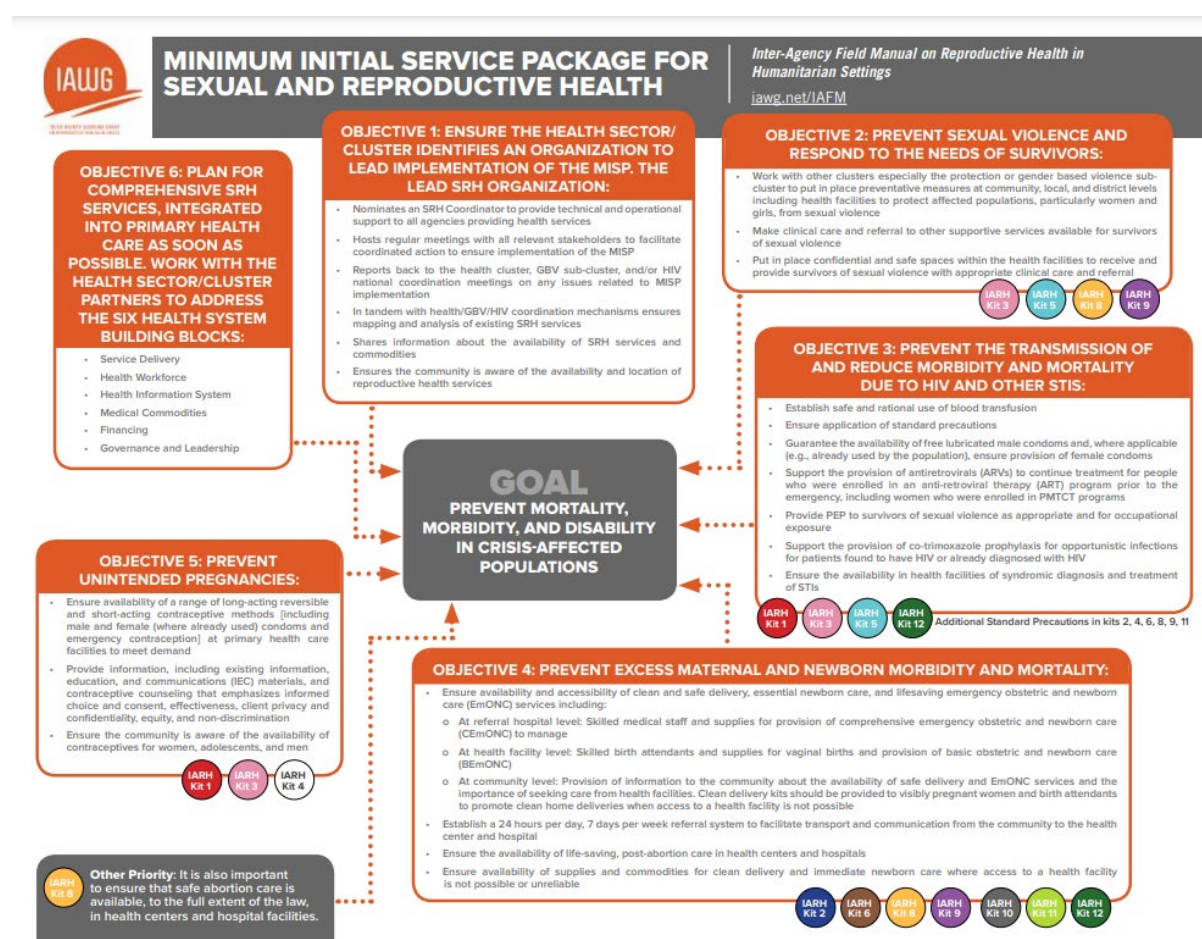 IAWG
INTER-AGENCY WORKING GROUP
ON REPRODUCTIVE HEALTH IN CRISES
MINIMUM INITIAL SERVICE PACKAGE FOR
SEXUAL AND REPRODUCTIVE HEALTH
Inter-Agency Field Manual on Reproductive Health in
Humanitarian Settings
iawg.net/IAFM
OBJECTIVE 6: PLAN FOR
COMPREHENSIVE SRH
SERVICES, INTEGRATED
INTO PRIMARY HEALTH
CARE AS SOON AS
POSSIBLE. WORK WITH THE
HEALTH SECTOR/CLUSTER
PARTNERS TO ADDRESS
THE SIX HEALTH SYSTEM
BUILDING BLOCKS:
• Service Delivery
• Health Workforce
• Health Information System
• Medical Commodities
• Financing
• Governance and Leadership
OBJECTIVE 1: ENSURE THE HEALTH SECTOR/
CLUSTER IDENTIFIES AN ORGANIZATION TO
LEAD IMPLEMENTATION OF THE MISP. THE
LEAD SRH ORGANIZATION:
• Nominates an SRH Coordinator to provide technical and operational
support to all agencies providing health services
• Hosts regular meetings with all relevant stakeholders to facilitate
coordinated action to ensure implementation of the MISP
• Reports back to the health cluster, GBV sub-cluster, and/or HIV
national coordination meetings on any issues related to MISP
implementation
• In tandem with health/GBV/HIV coordination mechanisms ensures
mapping and analysis of existing SRH services
• Shares information about the availability of SRH services and
commodities
• Ensures the community is aware of the availability and location of
reproductive health services
OBJECTIVE 2: PREVENT SEXUAL VIOLENCE AND
RESPOND TO THE NEEDS OF SURVIVORS:
• Work with other clusters especially the protection or gender based violence sub-
cluster to put in place preventative measures at community, local, and district levels
including health facilities to protect affected populations, particularly women and
girls, from sexual violence
• Make clinical care and referral to other supportive services available for survivors
of sexual violence
• Put in place confidential and safe spaces within the health facilities to receive and
provide survivors of sexual violence with appropriate clinical care and referral
IARH Kit 3
IARH Kit 5
IARH Kit 8
IARH Kit 9
OBJECTIVE 3: PREVENT THE TRANSMISSION OF
AND REDUCE MORBIDITY AND MORTALITY
DUE TO HIV AND OTHER STIS:
• Establish safe and rational use of blood transfusion
• Ensure application of standard precautions
• Guarantee the availability of free lubricated male condoms and, where applicable
(e.g., already used by the population), ensure provision of female condoms
• Support the provision of antiretrovirals (ARVs) to continue treatment for people
who were enrolled in an anti-retroviral therapy (ART) program prior to the
emergency, including women who were enrolled in PMTCT programs
• Provide PEP to survivors of sexual violence as appropriate and for occupational
exposure
• Support the provision of co-trimoxazole prophylaxis for opportunistic infections
for patients found to have HIV or already diagnosed with HIV
• Ensure the availability in health facilities of syndromic diagnosis and treatment
of STIs
IARH Kit 1
IARH Kit 3
IARH Kit 5
IARH Kit 12
Additional Standard Precautions in kits 2, 4, 6, 8, 9, 11
GOAL
PREVENT MORTALITY,
MORBIDITY, AND DISABILITY
IN CRISIS-AFFECTED
POPULATIONS
OBJECTIVE 5: PREVENT
UNINTENDED PREGNANCIES:
• Ensure availability of a range of long-acting reversible
and short-acting contraceptive methods [including
male and female (where already used) condoms and
emergency contraception] at primary health care
facilities to meet demand
• Provide information, including existing information,
education, and communications (IEC) materials, and
contraceptive counseling that emphasizes informed
choice and consent, effectiveness, client privacy and
confidentiality, equity, and non-discrimination
• Ensure the community is aware of the availability of
contraceptives for women, adolescents, and men
IARH Kit 1
IARH Kit 3
IARH Kit 4
OBJECTIVE 4: PREVENT EXCESS MATERNAL AND NEWBORN MORBIDITY AND MORTALITY:
• Ensure availability and accessibility of clean and safe delivery, essential newborn care, and lifesaving emergency obstetric and newborn
care (EmONC) services including:
o At referral hospital level: Skilled medical staff and supplies for provision of comprehensive emergency obstetric and newborn care
(CEmONC) to manage
o At health facility level: Skilled birth attendants and supplies for vaginal births and provision of basic obstetric and newborn care
(BEmONC)
o At community level: Provision of information to the community about the availability of safe delivery and EmONC services and the
importance of seeking care from health facilities. Clean delivery kits should be provided to visibly pregnant women and birth attendants
to promote clean home deliveries when access to a health facility is not possible
• Establish a 24 hours per day, 7 days per week referral system to facilitate transport and communication from the community to the health
center and hospital
• Ensure the availability of life-saving, post-abortion care in health centers and hospitals
• Ensure availability of supplies and commodities for clean delivery and immediate newborn care where access to a health facility
is not possible or unreliable
IARH Kit 2
IARH Kit 6
IARH Kit 8
IARH Kit 9
IARH Kit 10
IARH Kit 11
IARH Kit 12
IARH Kit 8
Other Priority: It is also important
to ensure that safe abortion care is
available, to the full extent of the law,
in health centers and hospital facilities.